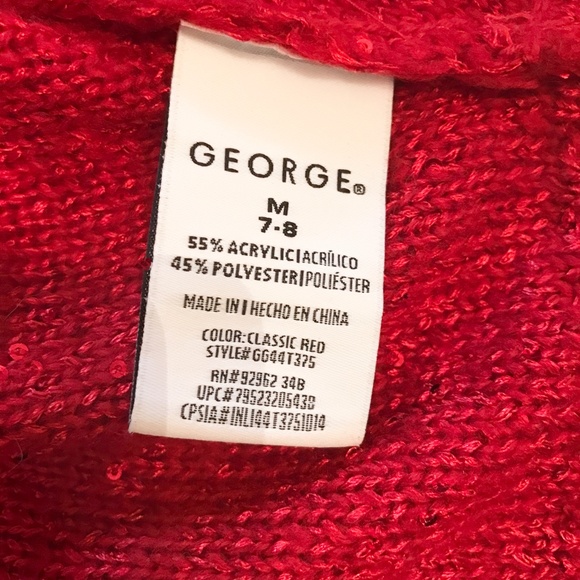 GEORGE®
M
7-8
55% ACRYLIC|ACRÍLICO
45% POLYESTER|POLIÉSTER
MADE IN | HECHO EN CHINA
COLOR:CLASSIC RED
STYLE#GG44T375
RN#92962 34B
UPC#79523205430
CPSIA#INLI44T3751014